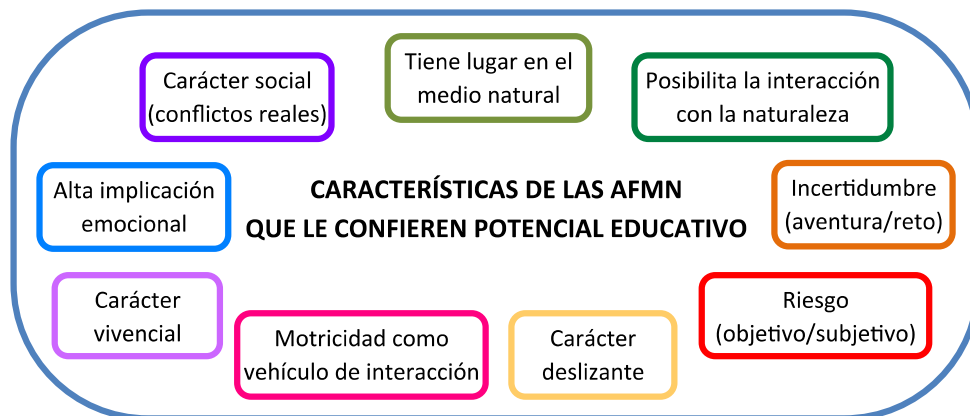 Carácter social
(conflictos reales)
Tiene lugar en el
medio natural
Posibilita la interacción
con la naturaleza
Alta implicación
emocional
CARACTERÍSTICAS DE LAS AFMN
QUE LE CONFIEREN POTENCIAL EDUCATIVO
Incertidumbre
(aventura/reto)
Carácter
vivencial
Motricidad como
vehículo de interacción
Carácter
deslizante
Riesgo
(objetivo/subjetivo)